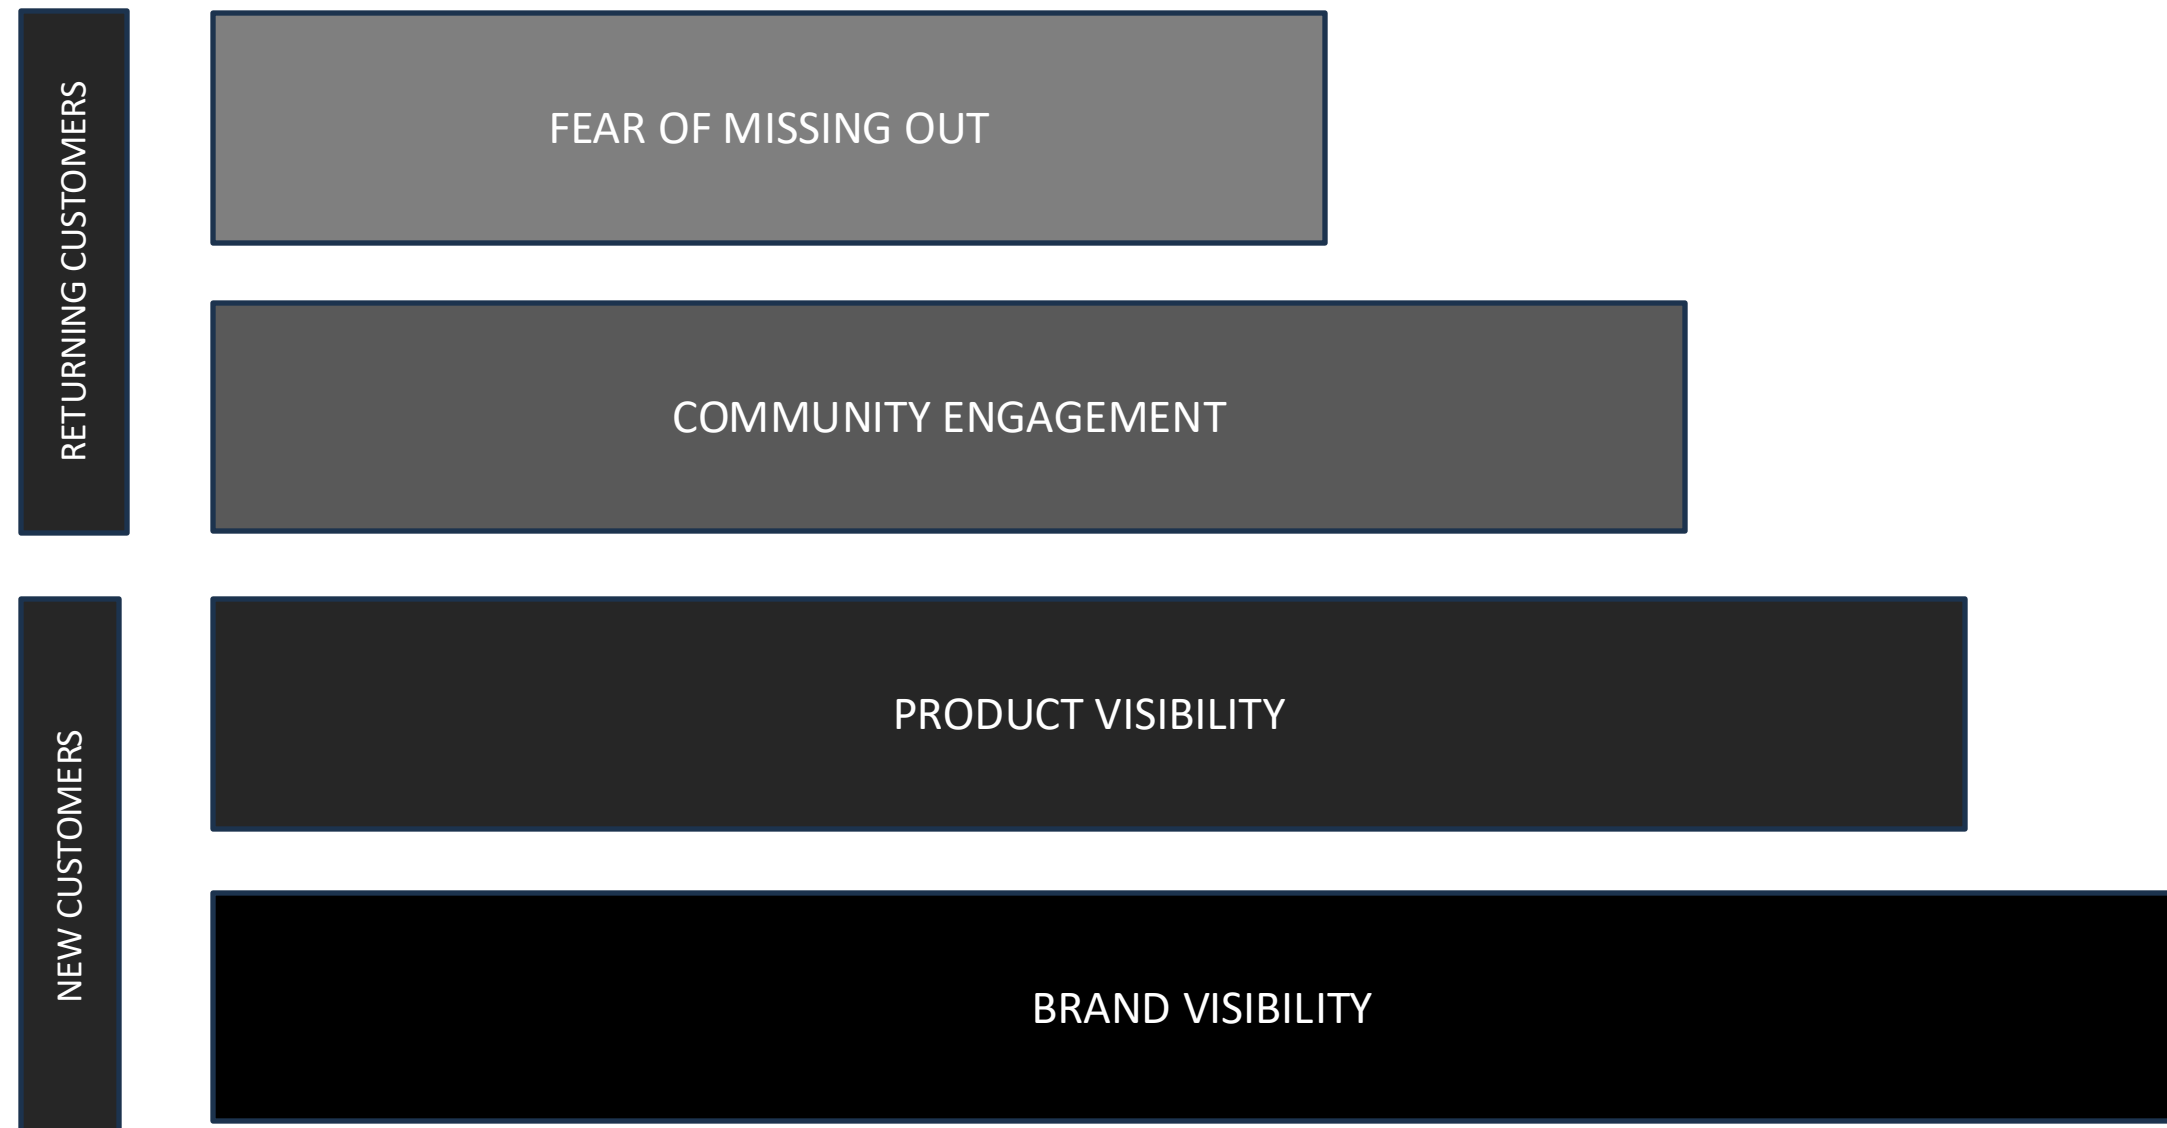 RETURNING CUSTOMERS
FEAR OF MISSING OUT
COMMUNITY ENGAGEMENT
NEW CUSTOMERS
PRODUCT VISIBILITY
BRAND VISIBILITY